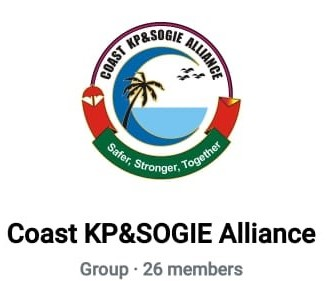 COAST KP&SOGIE ALLIANCE
Safer, Stronger, Together
Coast KP&SOGIE Alliance
Group · 26 members